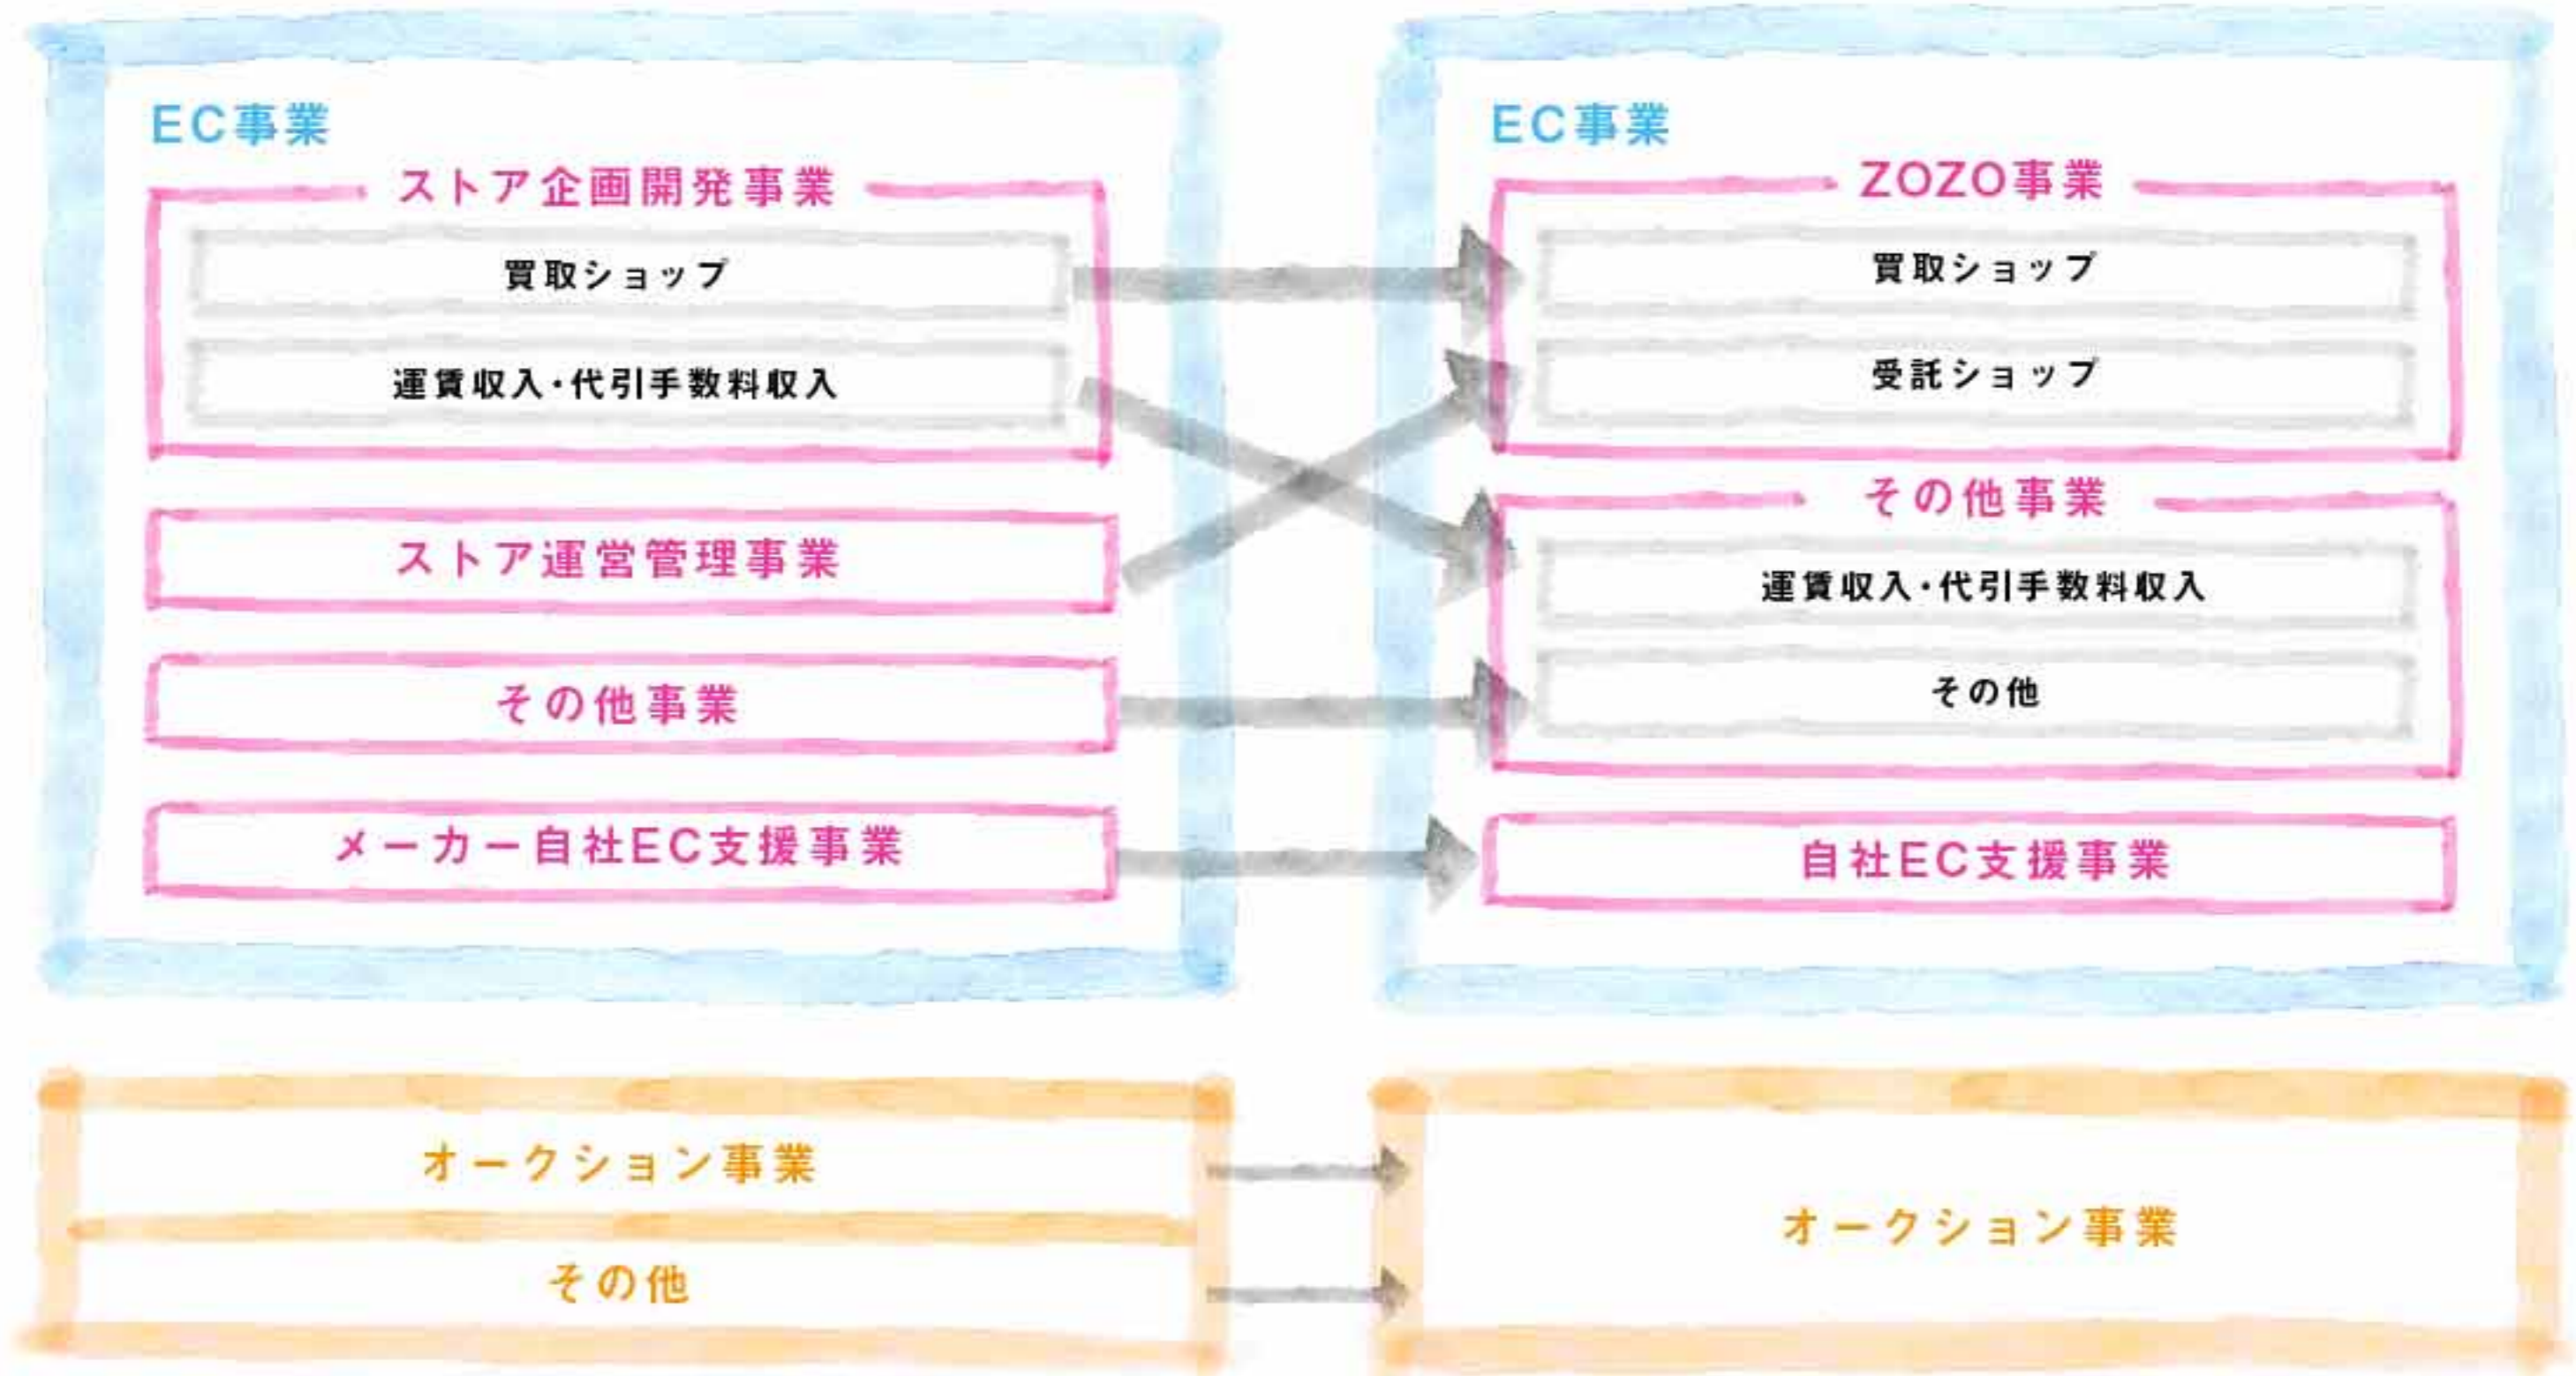 EC事業
ストア企画開発事業
買取ショップ
運賃収入・代引手数料収入
ストア運営管理事業
その他事業
メーカー自社EC支援事業
EC事業
ZOZO事業
買取ショップ
受託ショップ
その他事業
運賃収入・代引手数料収入
その他
自社EC支援事業
オークション事業
その他
オークション事業